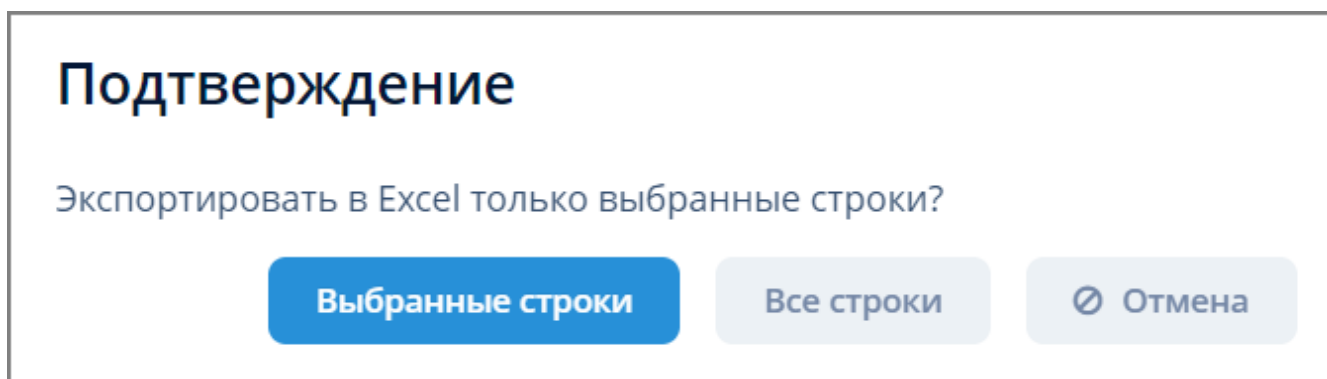 Подтверждение
Экспортировать в Excel только выбранные строки?
Выбранные строки Все строки Отмена